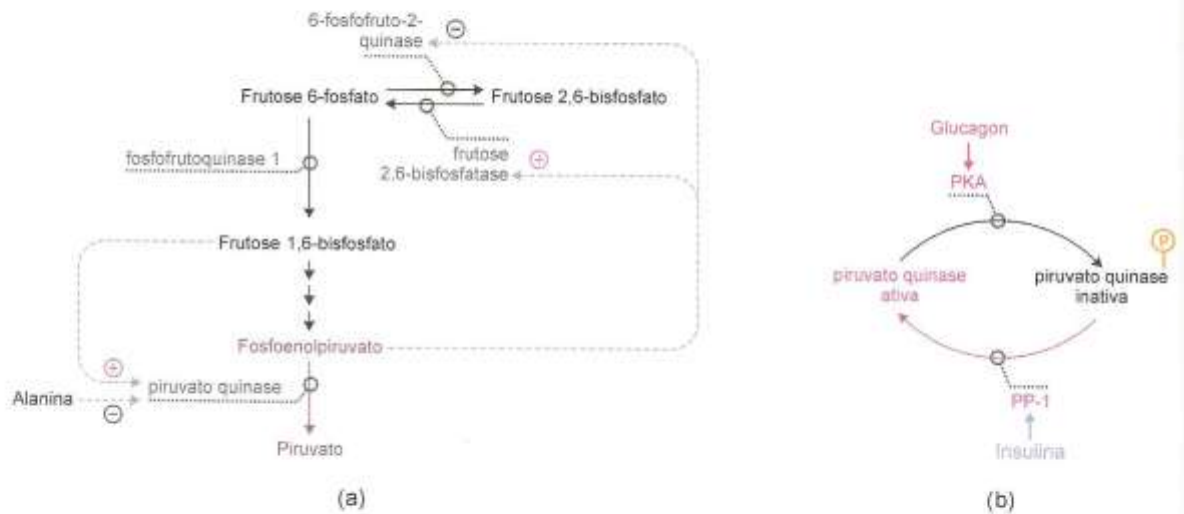 6-fosfofruto-2-
quinase
−
Frutose 6-fosfato
Frutose 2,6-bisfosfato
fosfofrutoquinase 1
frutose
2,6-bisfosfatase
+
Frutose 1,6-bisfosfato
Fosfoenolpiruvato
+
piruvato quinase
Alanina
−
Piruvato
(a)
Glucagon
PKA
P
piruvato quinase
ativa
piruvato quinase
inativa
PP-1
Insulina
(b)